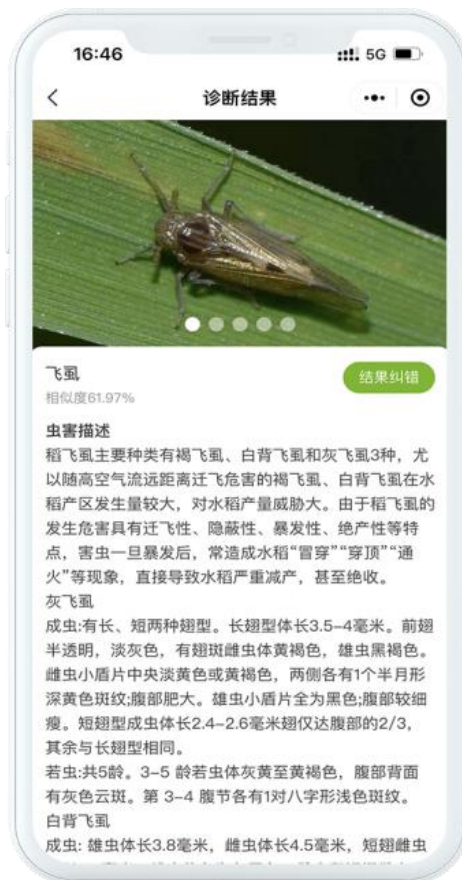 16:46
5G
诊断结果
飞虱
结果纠错
相似度61.97%
虫害描述
稻飞虱主要种类有褐飞虱、白背飞虱和灰飞虱3种，尤
以随高空气流远距离迁飞危害的褐飞虱、白背飞虱在水
稻产区发生量较大，对水稻产量威胁大。由于稻飞虱的
发生危害具有迁飞性、隐蔽性、暴发性、绝产性等特
点，害虫一旦暴发后，常造成水稻“冒穿”“穿顶”“通
火”等现象，直接导致水稻严重减产，甚至绝收。
灰飞虱
成虫:有长、短两种翅型。长翅型体长3.5-4毫米。前翅
半透明，淡灰色，有翅斑雌虫体黄褐色，雄虫黑褐色。
雌虫小盾片中央淡黄色或黄褐色，两侧各有1个半月形
深黄色斑纹;腹部肥大。雄虫小盾片全为黑色;腹部较细
瘦。短翅型成虫体长2.4-2.6毫米翅仅达腹部的2/3，
其余与长翅型相同。
若虫:共5龄。3-5 龄若虫体灰黄至黄褐色，腹部背面
有灰色云斑。第 3-4 腹节各有1对八字形浅色斑纹。
白背飞虱
成虫: 雄虫体长3.8毫米，雌虫体长4.5毫米，短翅雌虫